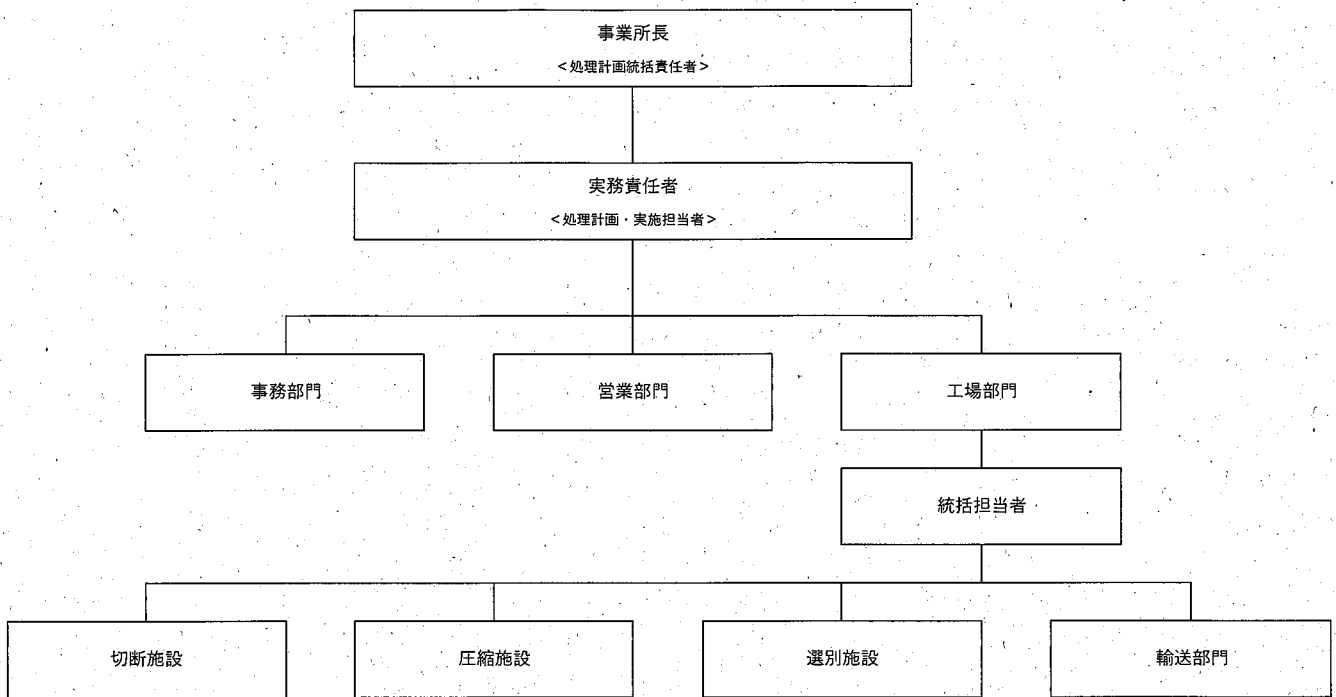 事業所長
<処理計画統括責任者>
実務責任者
<処理計画・実施担当者>
事務部門
営業部門
工場部門
統括担当者
切断施設
圧縮施設
選別施設
輸送部門